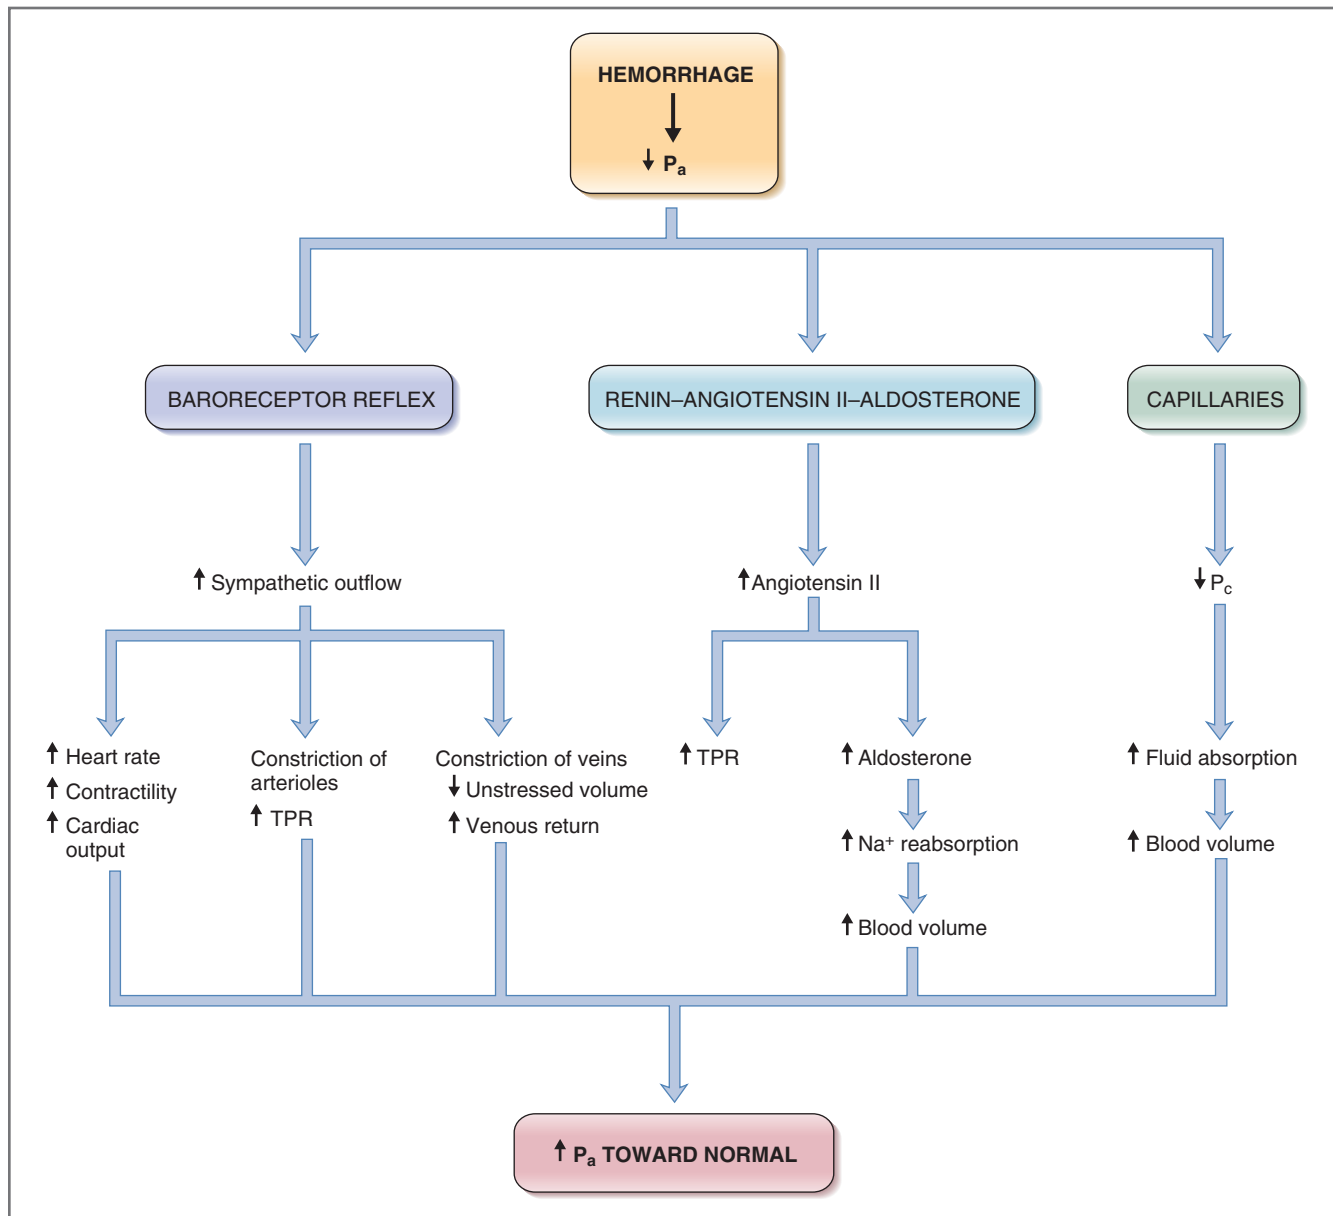 HEMORRHAGE
↓ Pa
BARORECEPTOR REFLEX
RENIN–ANGIOTENSIN II–ALDOSTERONE
CAPILLARIES
↑ Sympathetic outflow
↑ Angiotensin II
↓ Pc
↑ Heart rate
↑ Contractility
↑ Cardiac
output
Constriction of
arterioles
↑ TPR
Constriction of veins
↓ Unstressed volume
↑ Venous return
↑ TPR
↑ Aldosterone
↑ Na⁺ reabsorption
↑ Blood volume
↑ Fluid absorption
↑ Blood volume
↑ Pa TOWARD NORMAL